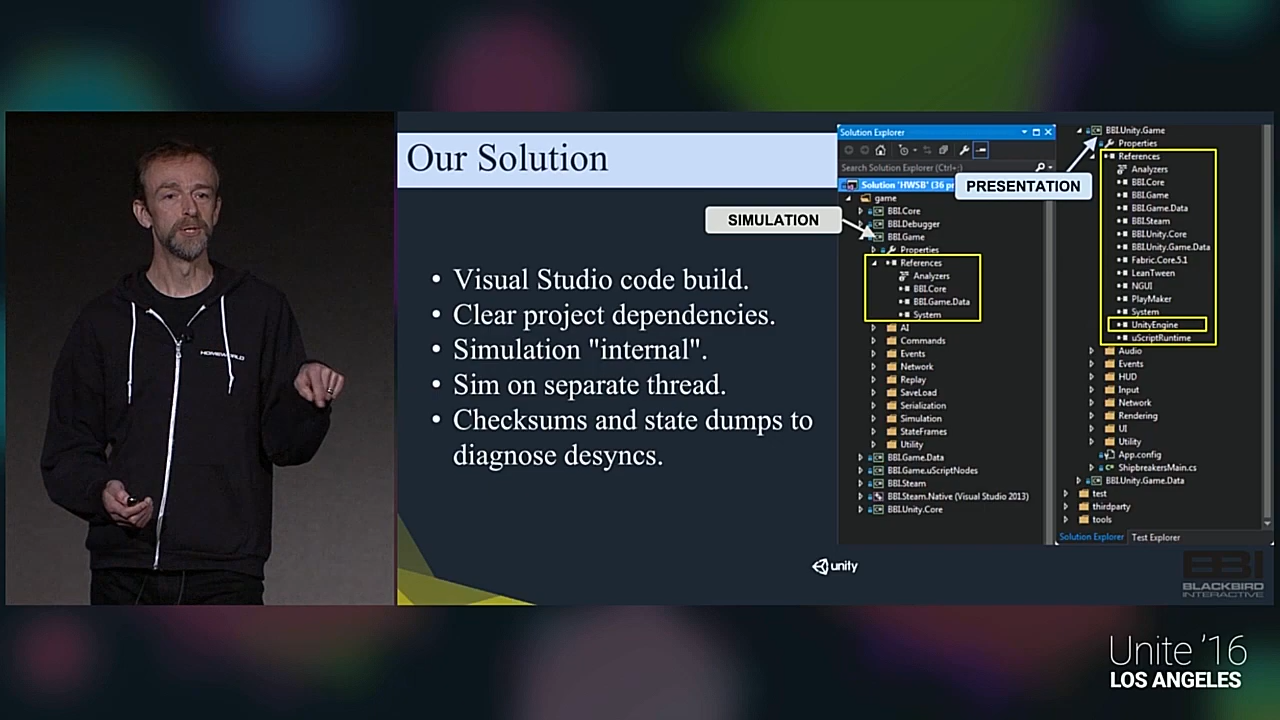 HOMEWORLD
Our Solution
• Visual Studio code build.
• Clear project dependencies.
• Simulation "internal".
• Sim on separate thread.
• Checksums and state dumps to
diagnose desyncs.
SIMULATION
PRESENTATION
Solution Explorer
Search Solution Explorer (Ctrl+;)
Solution 'HWSB' (36 pr
game
BBI.Core
BBI.Debugger
BBI.Game
Properties
References
Analyzers
BBI.Core
BBI.Game.Data
System
AI
Commands
Events
Network
Replay
SaveLoad
Serialization
Simulation
StateFrames
Utility
BBI.Game.Data
BBI.Game.uScriptNodes
BBI.Steam
BBI.Steam.Native (Visual Studio 2013)
BBI.Unity.Core
BBI.Unity.Game
Properties
References
Analyzers
BBI.Core
BBI.Game
BBI.Game.Data
BBI.Steam
BBI.Unity.Core
BBI.Unity.Game.Data
Fabric.Core.5.1
LeanTween
NGUI
PlayMaker
System
UnityEngine
uScriptRuntime
Audio
Events
HUD
Input
Network
Rendering
UI
Utility
App.config
ShipbreakersMain.cs
BBI.Unity.Game.Data
test
thirdparty
tools
Solution Explorer Test Explorer
unity
BBI
BLACKBIRD
INTERACTIVE
Unite '16
LOS ANGELES